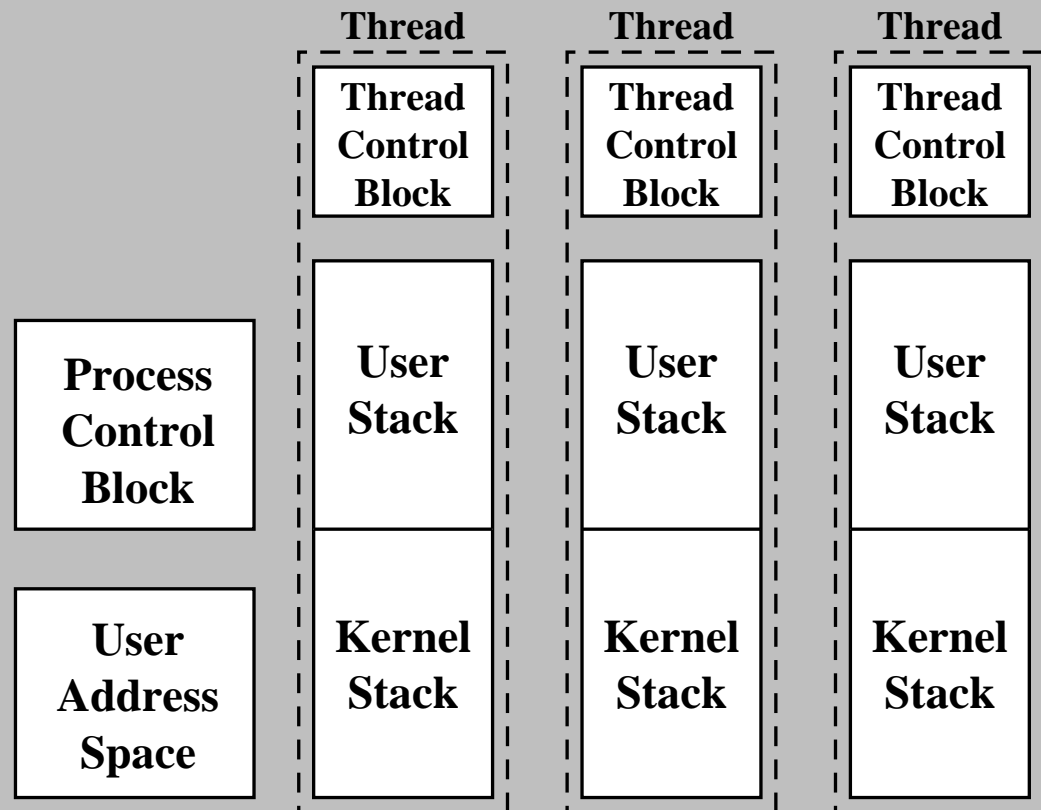 Thread
Thread
Thread
Thread
Control
Block
Thread
Control
Block
Thread
Control
Block
Process
Control
Block
User
Address
Space
User
Stack
User
Stack
User
Stack
Kernel
Stack
Kernel
Stack
Kernel
Stack